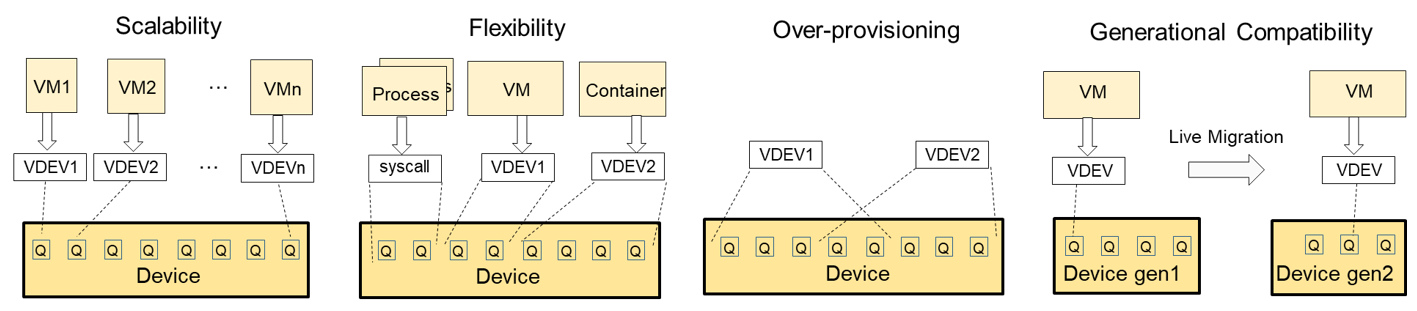 Scalability
VM1 VM2 ... VMn
VDEV1 VDEV2 ... VDEVn
Q Q Q Q Q Q Q Q
Device
Flexibility
Process s VM Container
syscall VDEV1 VDEV2
Q Q Q Q Q Q Q Q
Device
Over-provisioning
VDEV1 VDEV2
Q Q Q Q Q Q Q Q
Device
Generational Compatibility
VM VM
Live Migration
VDEV VDEV
Q Q Q Q Q Q Q
Device gen1 Device gen2